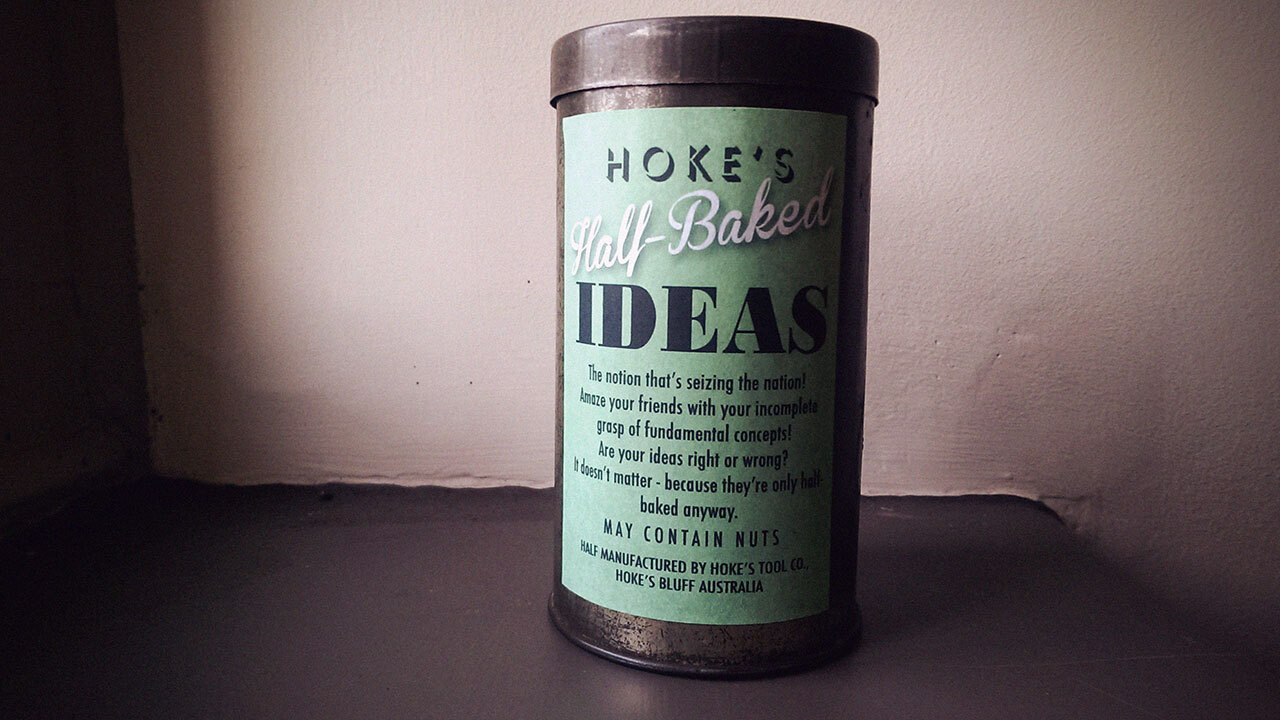 HOKE'S
Half-Baked
IDEAS
The notion that's seizing the nation!
Amaze your friends with your incomplete
grasp of fundamental concepts!
Are your ideas right or wrong?
It doesn't matter - because they're only half-
baked anyway.
MAY CONTAIN NUTS
HALF MANUFACTURED BY HOKE'S TOOL CO.,
HOKE'S BLUFF AUSTRALIA